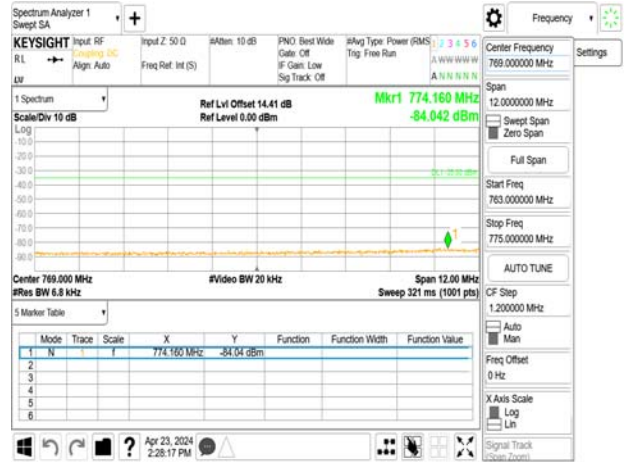 Spectrum Analyzer 1
Swept SA
+
Frequency
KEYSIGHT
Input: RF
Input Z: 50 Ω
#Atten: 10 dB
PNO: Best Wide
#Avg Type: Power (RMS
1 2 3 4 5 6
RL
Coupling: DC
Gate: Off
Trig: Free Run
A W W W W W
Align: Auto
Freq Ref: Int (S)
IF Gain: Low
Sig Track: Off
A N N N N N
Center Frequency
769.000000 MHz
Settings
1 Spectrum
Scale/Div 10 dB
Ref Lvl Offset 14.41 dB
Ref Level 0.00 dBm
Mkr1 774.160 MHz
-84.042 dBm
Log
-10.0
-20.0
-30.0
-40.0
-50.0
-60.0
-70.0
-80.0
-90.0
1
Center 769.000 MHz
#Video BW 20 kHz
Span 12.00 MHz
#Res BW 6.8 kHz
Sweep 321 ms (1001 pts)
Span
12.0000000 MHz
Swept Span
Zero Span
Full Span
Start Freq
763.000000 MHz
Stop Freq
775.000000 MHz
AUTO TUNE
CF Step
1.200000 MHz
Auto
Man
Freq Offset
0 Hz
X Axis Scale
Log
Lin
Signal Track
(Span Zoom)
5 Marker Table
Mode Trace Scale X Y Function Function Width Function Value
1 N 1 f 774.160 MHz -84.04 dBm
2
3
4
5
6
?
Apr 23, 2024
2:28:17 PM